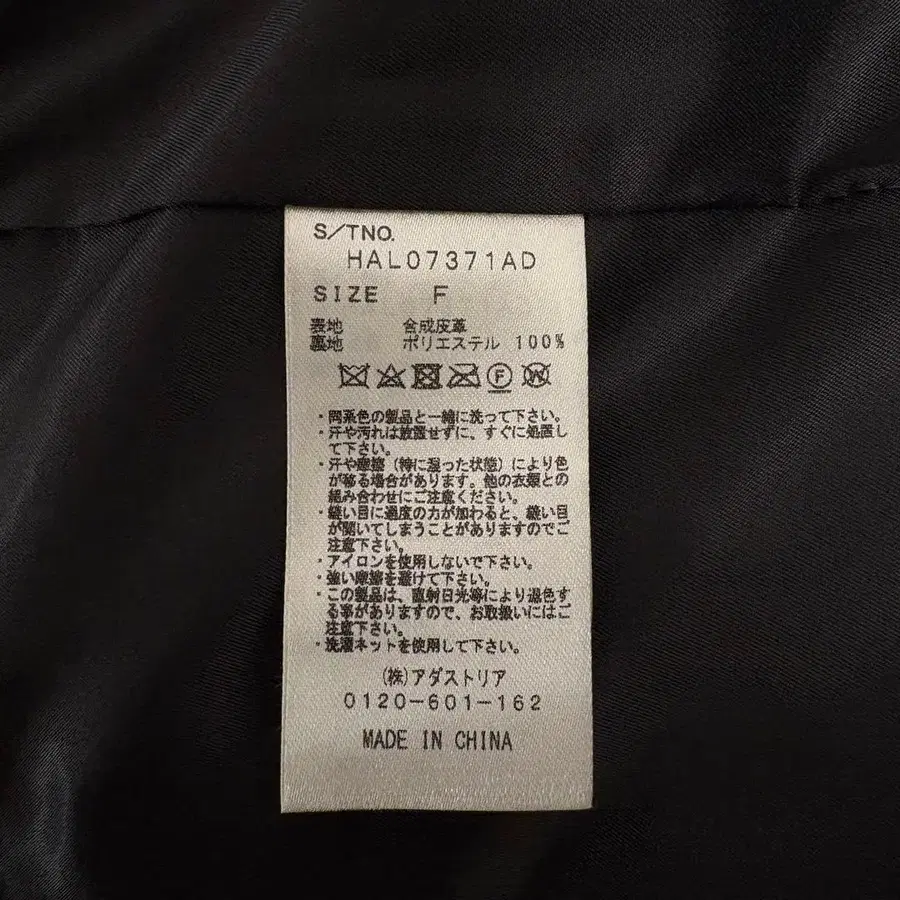 S/TNO.
HAL07371AD
SIZE F
表地 合成皮革
裏地 ポリエステル 100%
F W
・同系色の製品と一緒に洗って下さい。
・汗や汚れは放置せずに、すぐに処置し
て下さい。
・汗や摩擦(特に湿った状態)により色
が移る場合があります。他の衣類との
組み合わせにご注意ください。
・縫い目に過度の力が加わると、縫い目
が開いてしまうことがありますのでご
注意下さい。
・アイロンを使用しないで下さい。
・強い摩擦を避けて下さい。
・この製品は、直射日光等により退色す
る事がありますので、お取扱いにはご
注意下さい。
・洗濯ネットを使用して下さい。
(株)アダストリア
0120-601-162
MADE IN CHINA